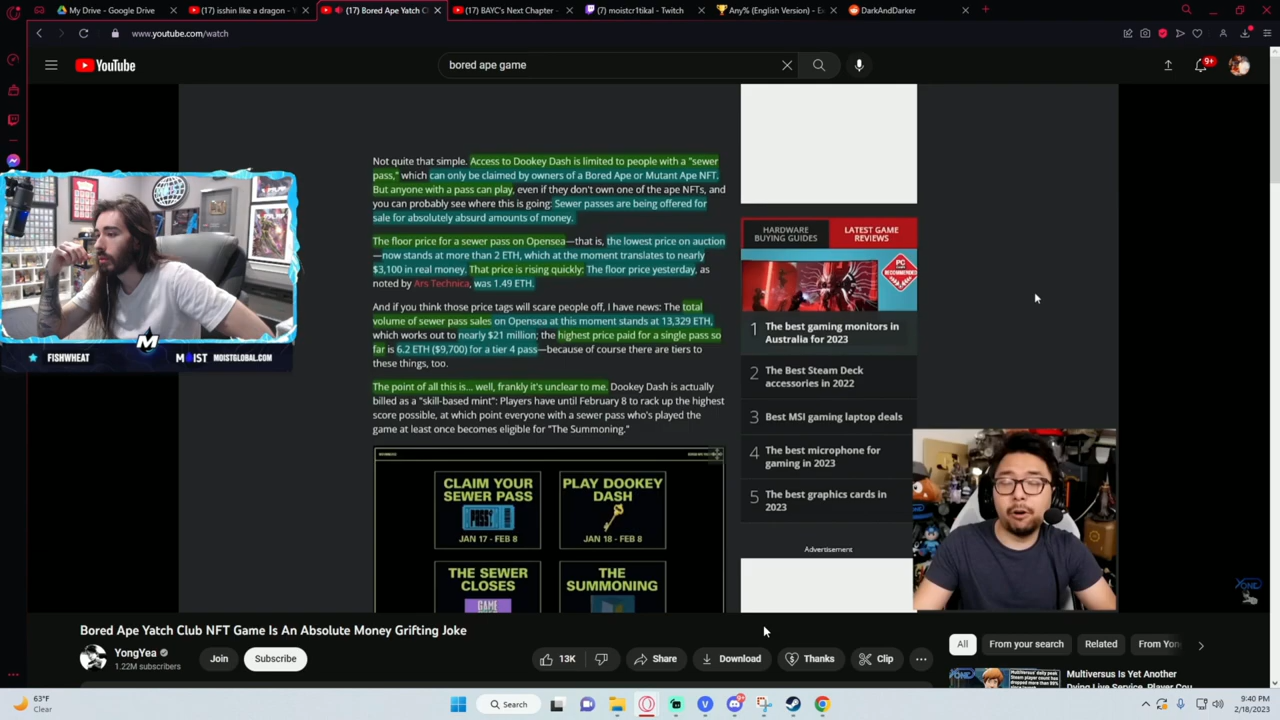 My Drive - Google Drive
(17) isshin like a dragon -
(17) Bored Ape Yatch C
(17) BAYC's Next Chapter -
(7) moistcr1tikal - Twitch
Any% (English Version) - Ex
DarkAndDarker
www.youtube.com/watch
YouTube
bored ape game
9+
Not quite that simple. Access to Dookey Dash is limited to people with a "sewer
pass," which can only be claimed by owners of a Bored Ape or Mutant Ape NFT.
But anyone with a pass can play, even if they don't own one of the ape NFTs, and
you can probably see where this is going: Sewer passes are being offered for
sale for absolutely absurd amounts of money.
The floor price for a sewer pass on Opensea—that is, the lowest price on auction
—now stands at more than 2 ETH, which at the moment translates to nearly
$3,100 in real money. That price is rising quickly: The floor price yesterday, as
noted by Ars Technica, was 1.49 ETH.
And if you think those price tags will scare people off, I have news: The total
volume of sewer pass sales on Opensea at this moment stands at 13,329 ETH,
which works out to nearly $21 million; the highest price paid for a single pass so
far is 6.2 ETH ($9,700) for a tier 4 pass—because of course there are tiers to
these things, too.
The point of all this is... well, frankly it's unclear to me. Dookey Dash is actually
billed as a "skill-based mint": Players have until February 8 to rack up the highest
score possible, at which point everyone with a sewer pass who's played the
game at least once becomes eligible for "The Summoning."
CLAIM YOUR
SEWER PASS
JAN 17 - FEB 8
PLAY DOOKEY
DASH
JAN 18 - FEB 8
THE SEWER
CLOSES
GAME
THE
SUMMONING
HARDWARE
BUYING GUIDES
LATEST GAME
REVIEWS
PC
RECOMMENDED
1 The best gaming monitors in
Australia for 2023
2 The Best Steam Deck
accessories in 2022
3 Best MSI gaming laptop deals
4 The best microphone for
gaming in 2023
5 The best graphics cards in
2023
Advertisement
FISHWHEAT
MOIST MOISTGLOBAL.COM
Bored Ape Yatch Club NFT Game Is An Absolute Money Grifting Joke
YongYea
1.22M subscribers
Join
Subscribe
13K
Share
Download
Thanks
Clip
All
From your search
Related
From Yon
Multiversus Is Yet Another
Dying Live Service, Player Cou
63°F
Clear
Search
9:40 PM
2/18/2023